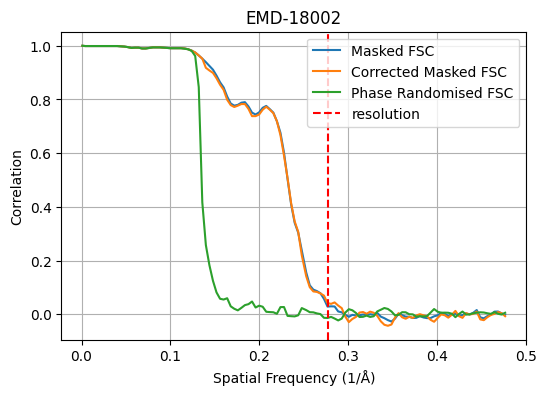 EMD-18002
Masked FSC
Corrected Masked FSC
Phase Randomised FSC
resolution
Correlation
1.0
0.8
0.6
0.4
0.2
0.0
0.0 0.1 0.2 0.3 0.4 0.5
Spatial Frequency (1/Å)